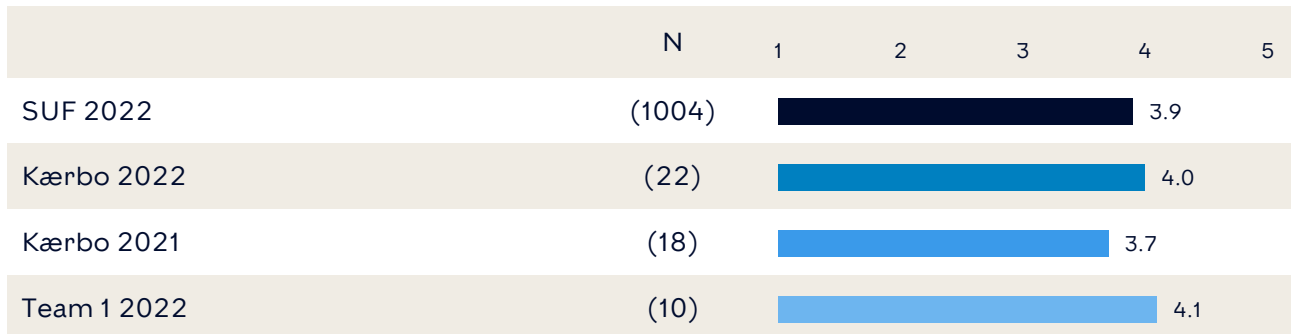 N 1 2 3 4 5
SUF 2022 (1004) 3.9
Kærbo 2022 (22) 4.0
Kærbo 2021 (18) 3.7
Team 1 2022 (10) 4.1